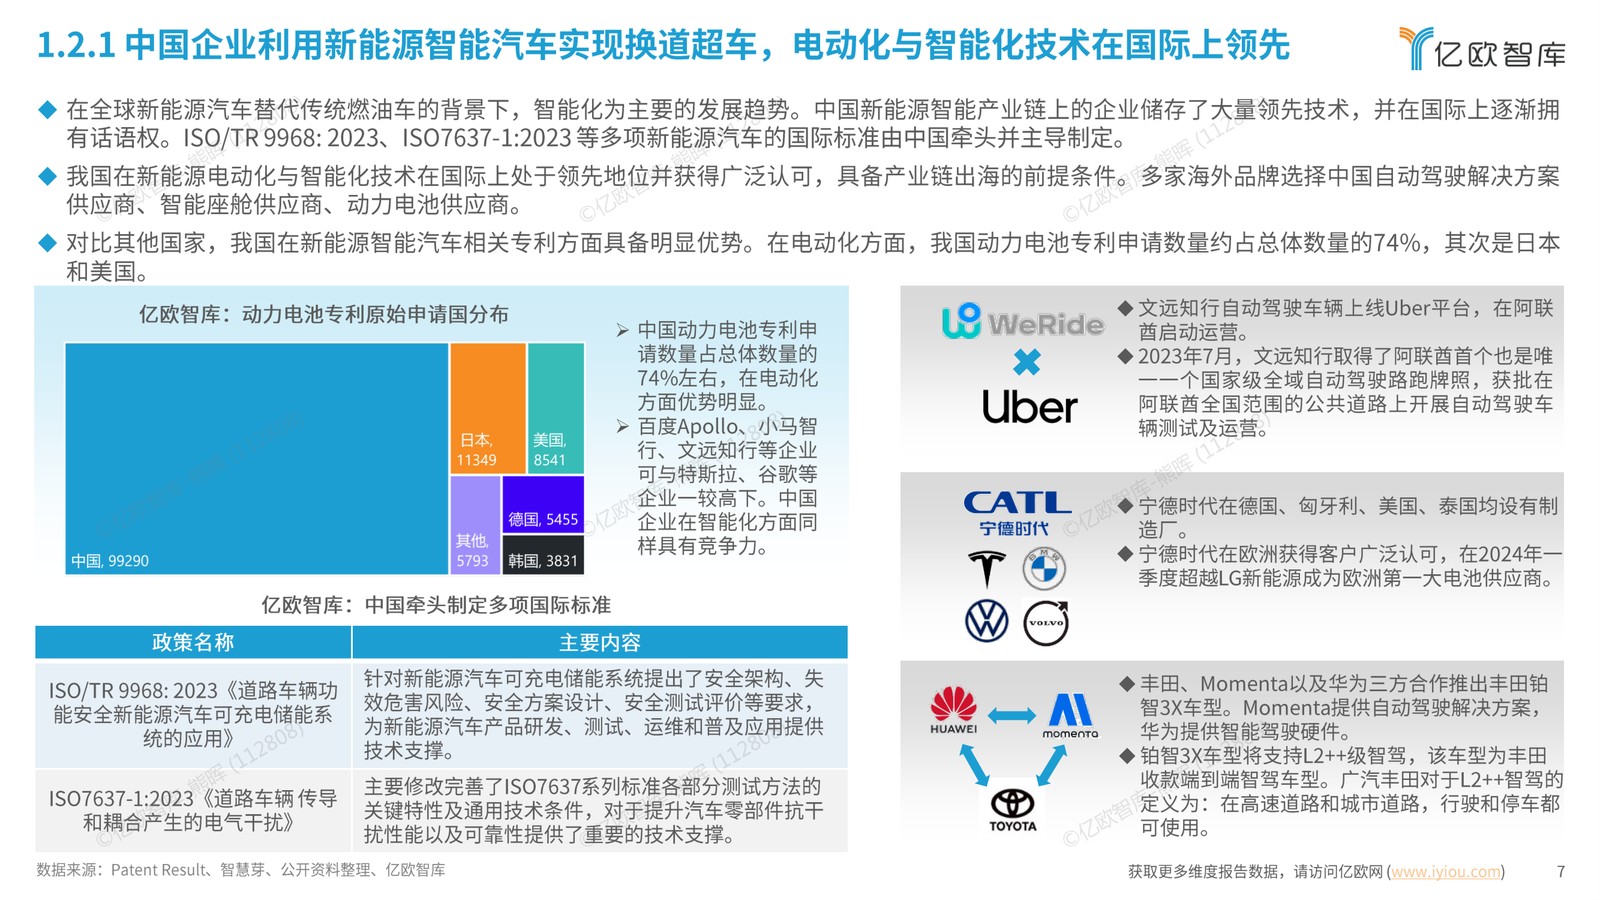 1.2.1 中国企业利用新能源智能汽车实现换道超车，电动化与智能化技术在国际上领先
亿欧智库
◆ 在全球新能源汽车替代传统燃油车的背景下，智能化为主要的发展趋势。中国新能源智能产业链上的企业储存了大量领先技术，并在国际上逐渐拥
有话语权。ISO/TR 9968: 2023、ISO7637-1:2023 等多项新能源汽车的国际标准由中国牵头并主导制定。
◆ 我国在新能源电动化与智能化技术在国际上处于领先地位并获得广泛认可，具备产业链出海的前提条件。多家海外品牌选择中国自动驾驶解决方案
供应商、智能座舱供应商、动力电池供应商。
◆ 对比其他国家，我国在新能源智能汽车相关专利方面具备明显优势。在电动化方面，我国动力电池专利申请数量约占总体数量的74%，其次是日本
和美国。
亿欧智库：动力电池专利原始申请国分布
中国, 99290
日本,
11349
美国,
8541
其他,
5793
德国, 5455
韩国, 3831
➢ 中国动力电池专利申
请数量占总体数量的
74%左右，在电动化
方面优势明显。
➢ 百度Apollo、小马智
行、文远知行等企业
可与特斯拉、谷歌等
企业一较高下。中国
企业在智能化方面同
样具有竞争力。
亿欧智库：中国牵头制定多项国际标准
政策名称
主要内容
ISO/TR 9968: 2023《道路车辆功
能安全新能源汽车可充电储能系
统的应用》
针对新能源汽车可充电储能系统提出了安全架构、失
效危害风险、安全方案设计、安全测试评价等要求，
为新能源汽车产品研发、测试、运维和普及应用提供
技术支撑。
ISO7637-1:2023《道路车辆 传导
和耦合产生的电气干扰》
主要修改完善了ISO7637系列标准各部分测试方法的
关键特性及通用技术条件，对于提升汽车零部件抗干
扰性能以及可靠性提供了重要的技术支撑。
WeRide
Uber
◆ 文远知行自动驾驶车辆上线Uber平台，在阿联
酋启动运营。
◆ 2023年7月，文远知行取得了阿联酋首个也是唯
一一个国家级全域自动驾驶路跑牌照，获批在
阿联酋全国范围的公共道路上开展自动驾驶车
辆测试及运营。
CATL
宁德时代
BMW
VOLVO
◆ 宁德时代在德国、匈牙利、美国、泰国均设有制
造厂。
◆ 宁德时代在欧洲获得客户广泛认可，在2024年一
季度超越LG新能源成为欧洲第一大电池供应商。
HUAWEI
momenta
TOYOTA
◆ 丰田、Momenta以及华为三方合作推出丰田铂
智3X车型。Momenta提供自动驾驶解决方案，
华为提供智能驾驶硬件。
◆ 铂智3X车型将支持L2++级智驾，该车型为丰田
收款端到端智驾车型。广汽丰田对于L2++智驾的
定义为：在高速道路和城市道路，行驶和停车都
可使用。
数据来源：Patent Result、智慧芽、公开资料整理、亿欧智库
获取更多维度报告数据，请访问亿欧网 (www.iyiou.com)
7
©亿欧智库-熊晖 (112808)